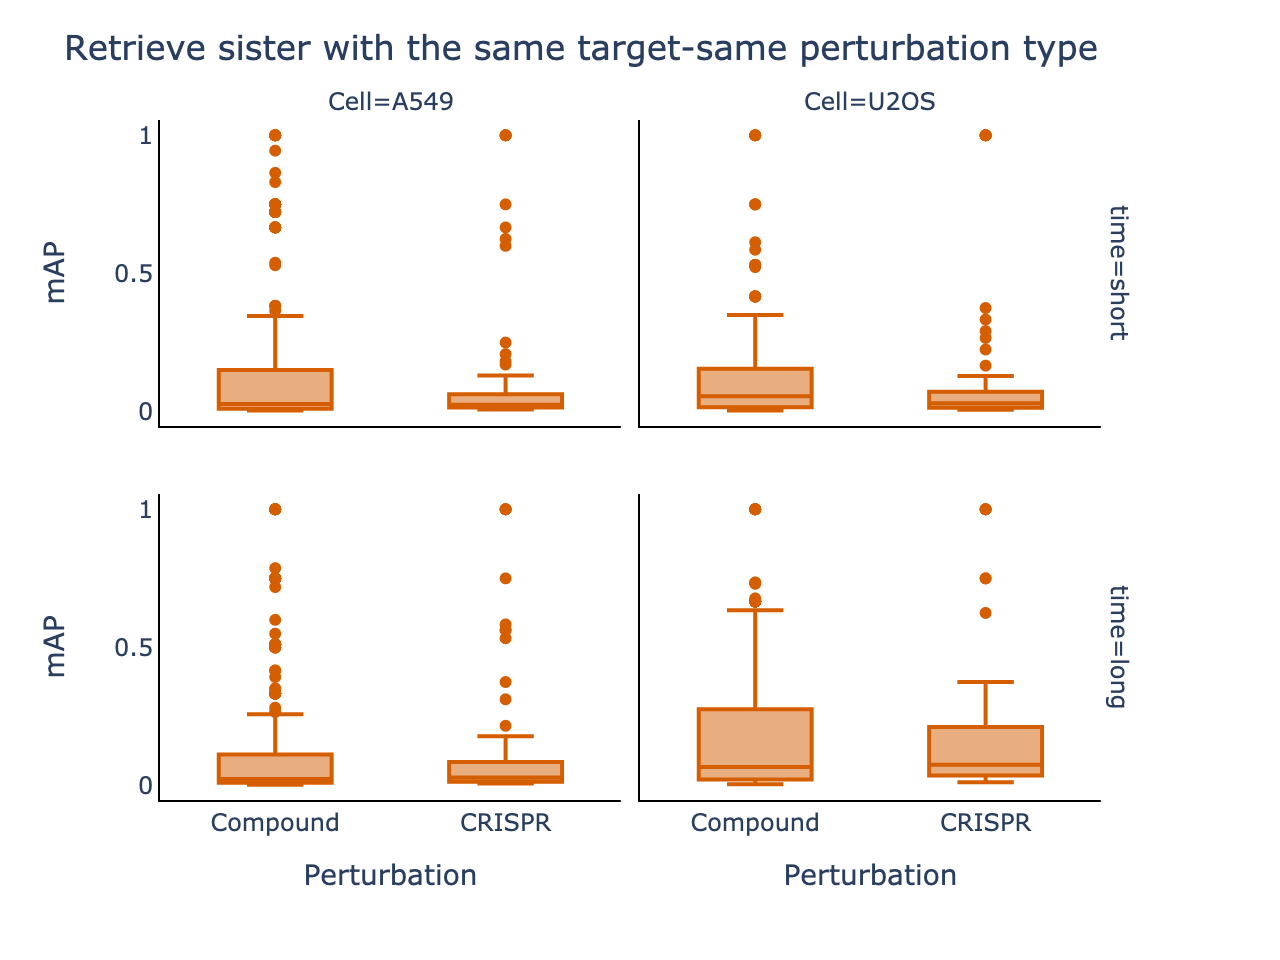 Retrieve sister with the same target-same perturbation type
Cell=A549
Cell=U2OS
1
0.5
0
mAP
time=short
1
0.5
0
mAP
time=long
Compound
CRISPR
Compound
CRISPR
Perturbation
Perturbation